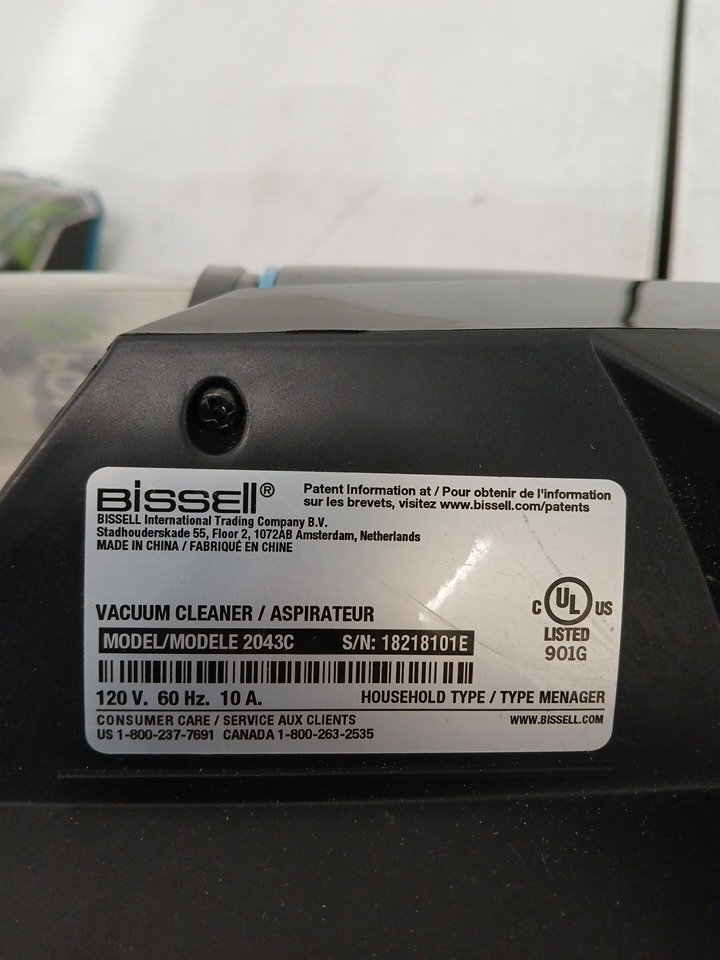 BISSELL®
Patent Information at / Pour obtenir de l'information
sur les brevets, visitez www.bissell.com/patents
BISSELL International Trading Company B.V.
Stadhouderskade 55, Floor 2, 1072AB Amsterdam, Netherlands
MADE IN CHINA / FABRIQUÉ EN CHINE
VACUUM CLEANER / ASPIRATEUR
MODEL/MODELE 2043C S/N: 18218101E
C UL US
LISTED
901G
120 V. 60 Hz. 10 A. HOUSEHOLD TYPE / TYPE MENAGER
CONSUMER CARE / SERVICE AUX CLIENTS WWW.BISSELL.COM
US 1-800-237-7691 CANADA 1-800-263-2535